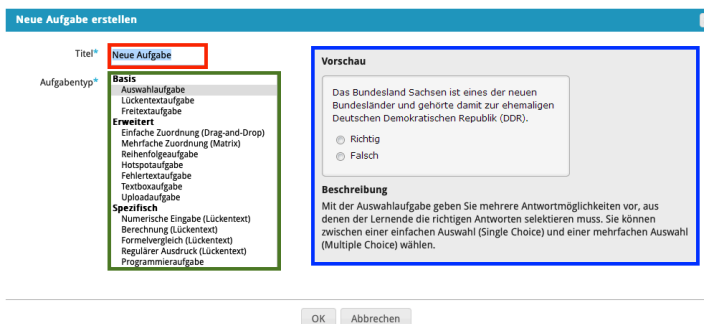 Neue Aufgabe erstellen
Titel*
Neue Aufgabe
Aufgabentyp*
Basis
Auswahlaufgabe
Lückentextaufgabe
Freitextaufgabe
Erweitert
Einfache Zuordnung (Drag-and-Drop)
Mehrfache Zuordnung (Matrix)
Reihenfolgeaufgabe
Hotspotaufgabe
Fehlertextaufgabe
Textboxaufgabe
Uploadaufgabe
Spezifisch
Numerische Eingabe (Lückentext)
Berechnung (Lückentext)
Formelvergleich (Lückentext)
Regulärer Ausdruck (Lückentext)
Programmieraufgabe
Vorschau
Das Bundesland Sachsen ist eines der neuen
Bundesländer und gehörte damit zur ehemaligen
Deutschen Demokratischen Republik (DDR).
Richtig
Falsch
Beschreibung
Mit der Auswahlaufgabe geben Sie mehrere Antwortmöglichkeiten vor, aus
denen der Lernende die richtigen Antworten selektieren muss. Sie können
zwischen einer einfachen Auswahl (Single Choice) und einer mehrfachen Auswahl
(Multiple Choice) wählen.
OK
Abbrechen